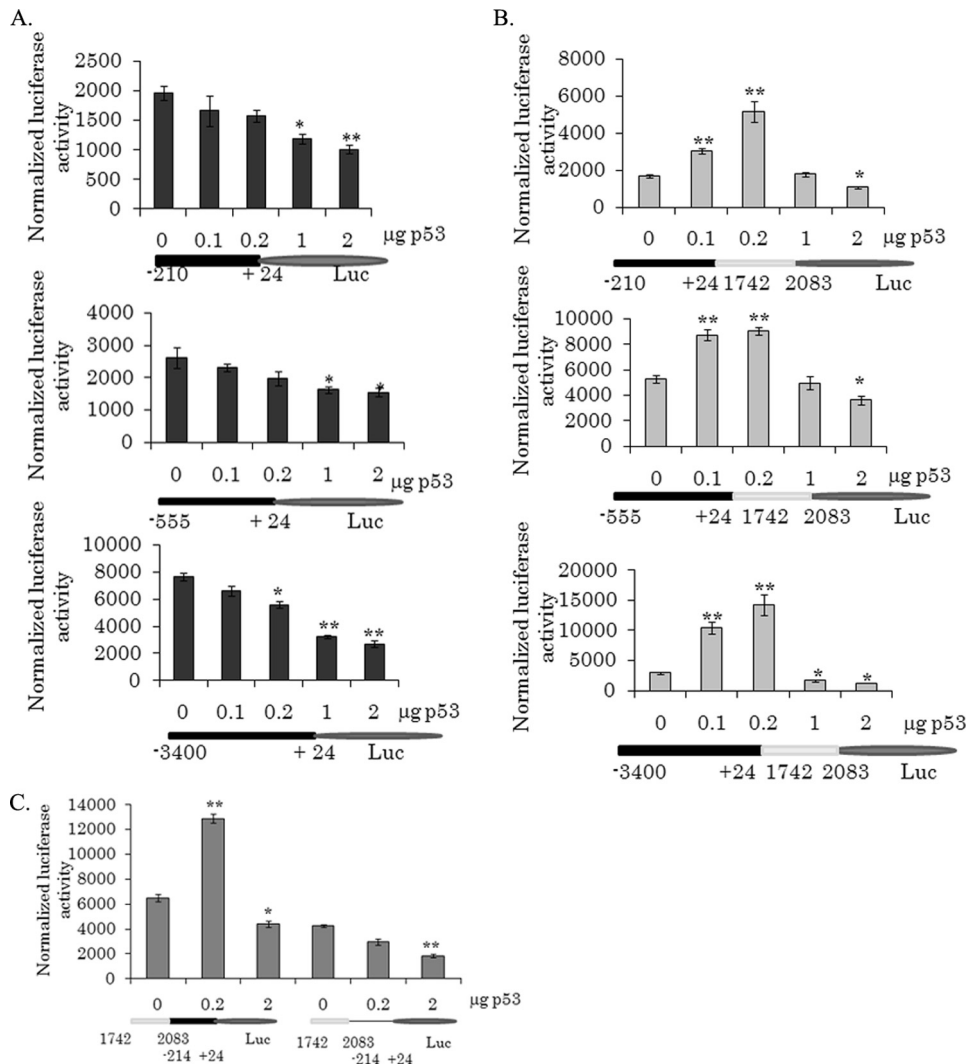 A.
Normalized luciferase
activity
2500
2000
1500
1000
500
0
*
**
0 0.1 0.2 1 2 µg p53
-210 +24 Luc
Normalized luciferase
activity
4000
3000
2000
1000
0
*
*
0 0.1 0.2 1 2 µg p53
-555 +24 Luc
Normalized luciferase
activity
10000
8000
6000
4000
2000
0
*
**
**
0 0.1 0.2 1 2 µg p53
-3400 +24 Luc
B.
Normalized luciferase
activity
8000
6000
4000
2000
0
**
**
*
0 0.1 0.2 1 2 µg p53
-210 +24 1742 2083 Luc
Normalized luciferase
activity
10000
8000
6000
4000
2000
0
**
**
*
0 0.1 0.2 1 2 µg p53
-555 +24 1742 2083 Luc
Normalized luciferase
activity
20000
15000
10000
5000
0
**
**
*
*
0 0.1 0.2 1 2 µg p53
-3400 +24 1742 2083 Luc
C.
Normalized luciferase
activity
14000
12000
10000
8000
6000
4000
2000
0
**
*
**
0 0.2 2 0 0.2 2 µg p53
1742 2083 Luc 1742 2083 Luc
-214 +24 -214 +24